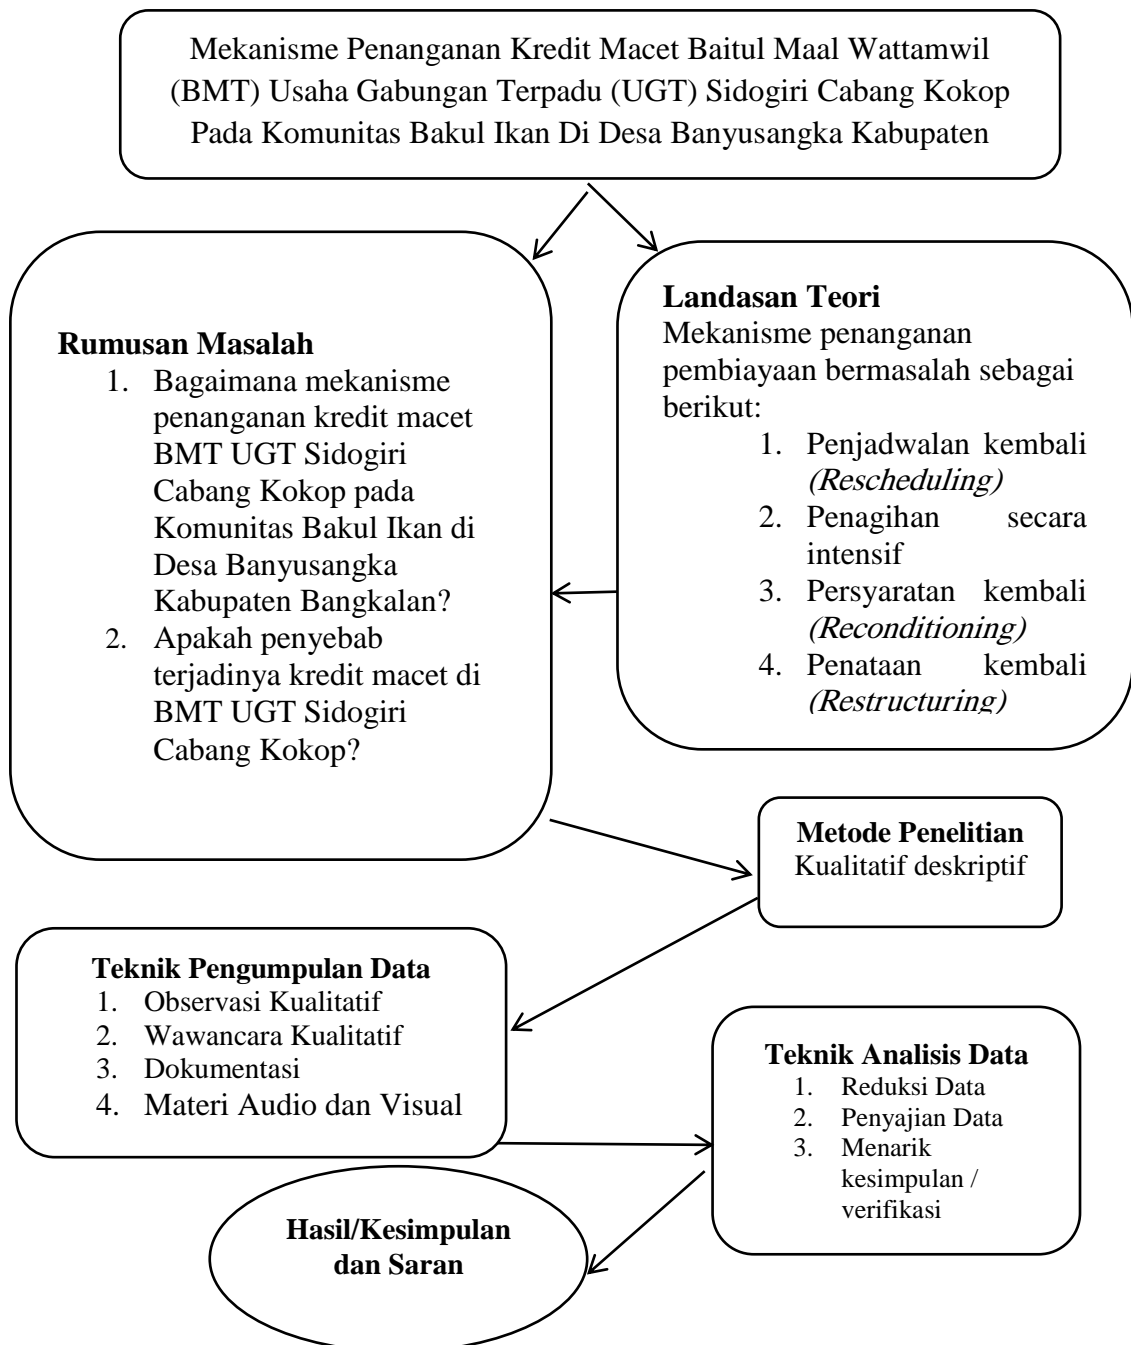 Mekanisme Penanganan Kredit Macet Baitul Maal Wattamwil
(BMT) Usaha Gabungan Terpadu (UGT) Sidogiri Cabang Kokop
Pada Komunitas Bakul Ikan Di Desa Banyusangka Kabupaten
Rumusan Masalah
1. Bagaimana mekanisme
penanganan kredit macet
BMT UGT Sidogiri
Cabang Kokop pada
Komunitas Bakul Ikan di
Desa Banyusangka
Kabupaten Bangkalan?
2. Apakah penyebab
terjadinya kredit macet di
BMT UGT Sidogiri
Cabang Kokop?
Landasan Teori
Mekanisme penanganan
pembiayaan bermasalah sebagai
berikut:
1. Penjadwalan kembali
(Rescheduling)
2. Penagihan secara
intensif
3. Persyaratan kembali
(Reconditioning)
4. Penataan kembali
(Restructuring)
Metode Penelitian
Kualitatif deskriptif
Teknik Pengumpulan Data
1. Observasi Kualitatif
2. Wawancara Kualitatif
3. Dokumentasi
4. Materi Audio dan Visual
Teknik Analisis Data
1. Reduksi Data
2. Penyajian Data
3. Menarik
kesimpulan /
verifikasi
Hasil/Kesimpulan
dan Saran